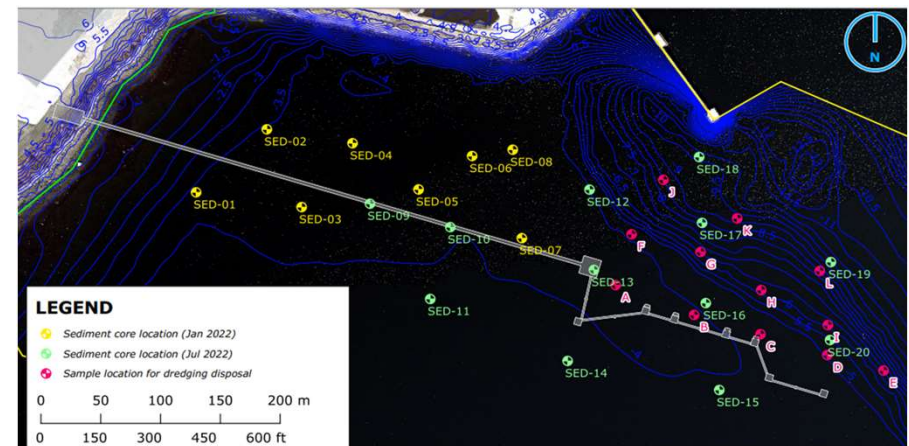 N
SED-02
SED-04
SED-06
SED-08
SED-18
SED-01
SED-03
SED-05
SED-12
J
SED-09
SED-17
K
SED-10
SED-07
F
G
SED-19
L
SED-13
A
H
SED-11
SED-16
B
C
I
SED-20
D
SED-14
E
SED-15
LEGEND
Sediment core location (Jan 2022)
Sediment core location (Jul 2022)
Sample location for dredging disposal
0 50 100 150 200 m
0 150 300 450 600 ft